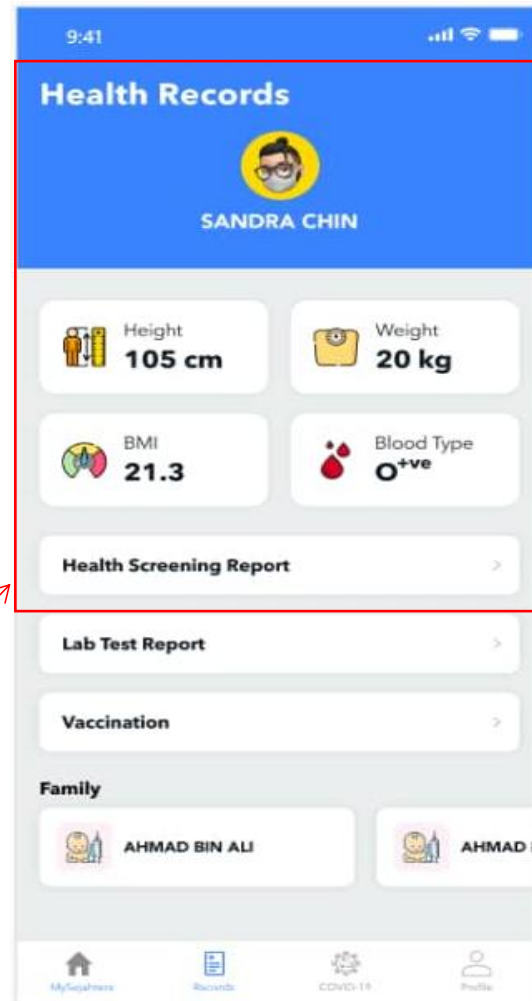 9:41
Health Records
SANDRA CHIN
Height
105 cm
Weight
20 kg
BMI
21.3
Blood Type
O+ve
Health Screening Report
Lab Test Report
Vaccination
Family
AHMAD BIN ALI
AHMAD
MySejahtera
Records
COVID-19
Profile